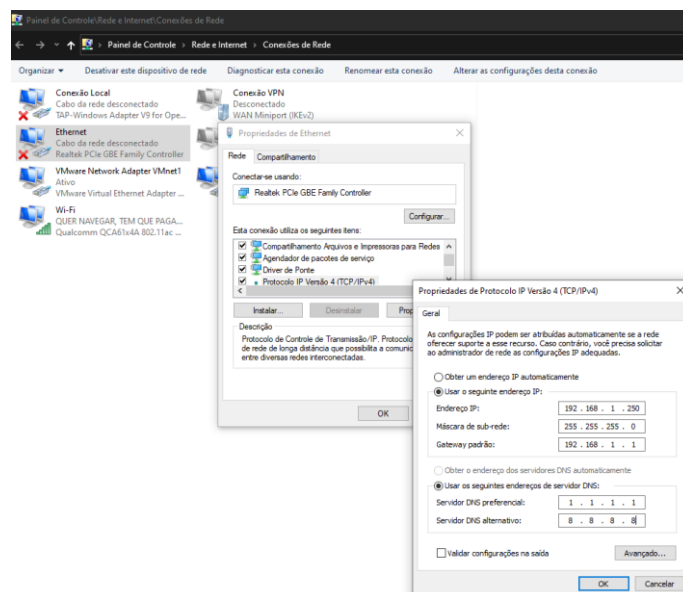 Painel de Controle\Rede e Internet\Conexões de Rede
Painel de Controle > Rede e Internet > Conexões de Rede
Organizar Desativar este dispositivo de rede Diagnosticar esta conexão Renomear esta conexão Alterar as configurações desta conexão
Conexão Local
Cabo da rede desconectado
TAP-Windows Adapter V9 for Ope...
Conexão VPN
Desconectado
WAN Miniport (IKEv2)
Ethernet
Cabo da rede desconectado
Realtek PCIe GBE Family Controller
VMware Network Adapter VMnet1
Ativo
VMware Virtual Ethernet Adapter ...
Wi-Fi
QUER NAVEGAR, TEM QUE PAGA...
Qualcomm QCA61x4A 802.11ac ...
Propriedades de Ethernet
Rede Compartilhamento
Conectar-se usando:
Realtek PCIe GBE Family Controller
Configurar...
Esta conexão utiliza os seguintes itens:
Compartilhamento Arquivos e Impressoras para Redes
Agendador de pacotes de serviço
Driver de Ponte
Protocolo IP Versão 4 (TCP/IPv4)
Instalar... Desinstalar Prop
Descrição
Protocolo de Controle de Transmissão/IP. Protocolo
de rede de longa distância que possibilita a comunic
entre diversas redes interconectadas.
OK
Propriedades de Protocolo IP Versão 4 (TCP/IPv4)
Geral
As configurações IP podem ser atribuídas automaticamente se a rede
oferecer suporte a esse recurso. Caso contrário, você precisa solicitar
ao administrador de rede as configurações IP adequadas.
Obter um endereço IP automaticamente
Usar o seguinte endereço IP:
Endereço IP: 192 . 168 . 1 . 250
Máscara de sub-rede: 255 . 255 . 255 . 0
Gateway padrão: 192 . 168 . 1 . 1
Obter o endereço dos servidores DNS automaticamente
Usar os seguintes endereços de servidor DNS:
Servidor DNS preferencial: 1 . 1 . 1 . 1
Servidor DNS alternativo: 8 . 8 . 8 . 8
Validar configurações na saída
Avançado...
OK Cancelar